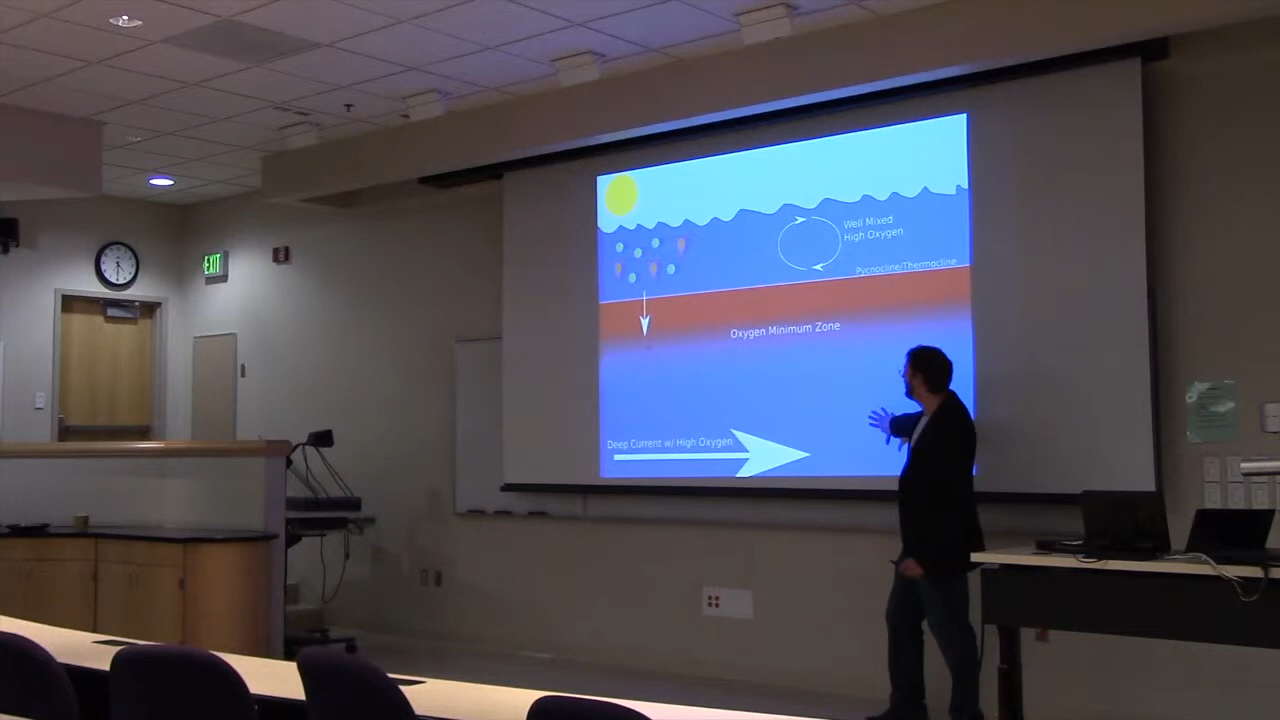 EXIT
Well Mixed
High Oxygen
Pycnocline/Thermocline
Oxygen Minimum Zone
Deep Current w/ High Oxygen